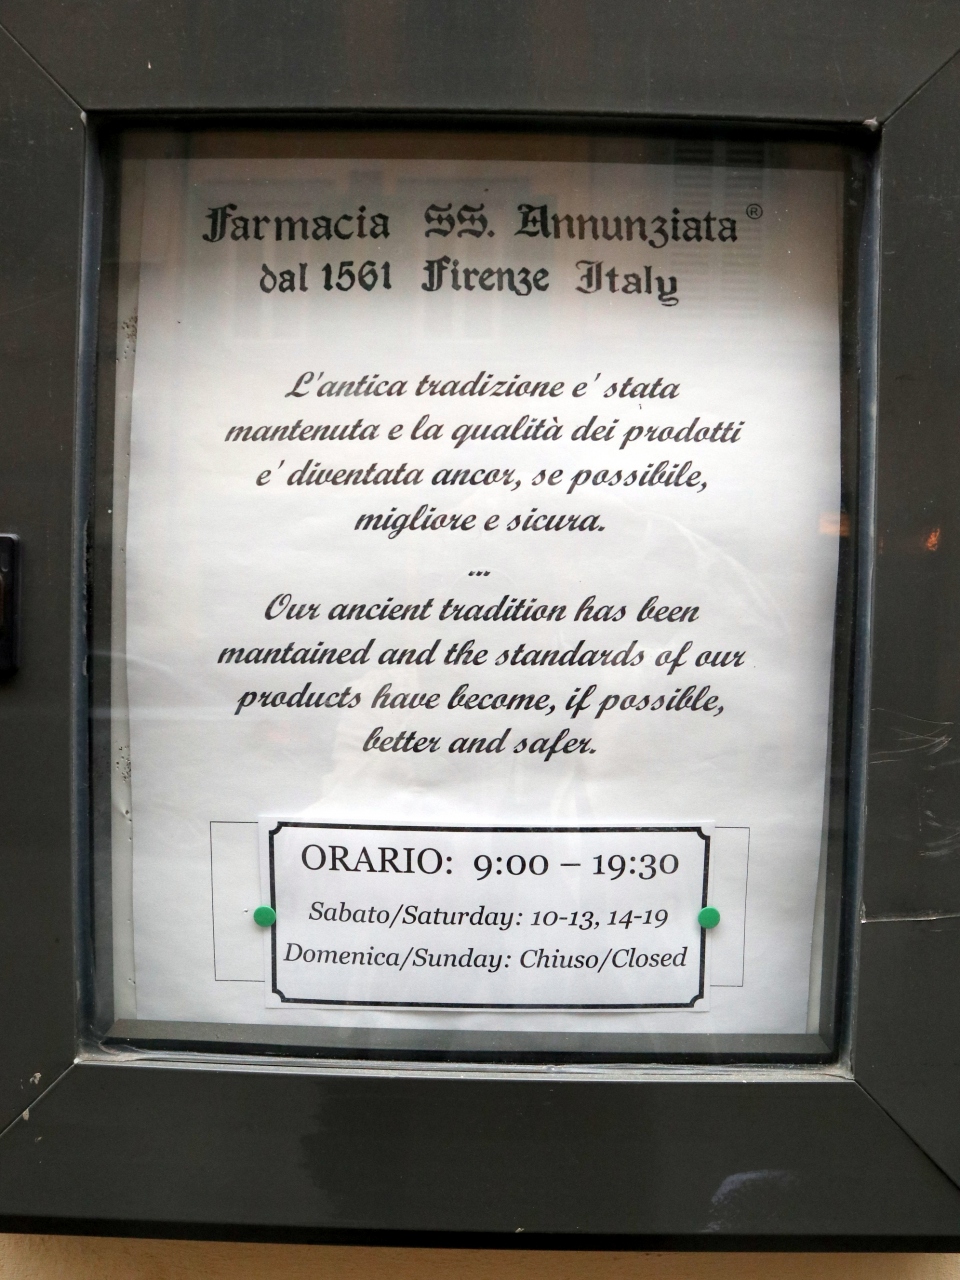 Farmacia SS. Annunziata®
dal 1561 Firenze Italy
L'antica tradizione e' stata
mantenuta e la qualità dei prodotti
e' diventata ancor, se possibile,
migliore e sicura.
...
Our ancient tradition has been
mantained and the standards of our
products have become, if possible,
better and safer.
ORARIO: 9:00 – 19:30
Sabato/Saturday: 10-13, 14-19
Domenica/Sunday: Chiuso/Closed